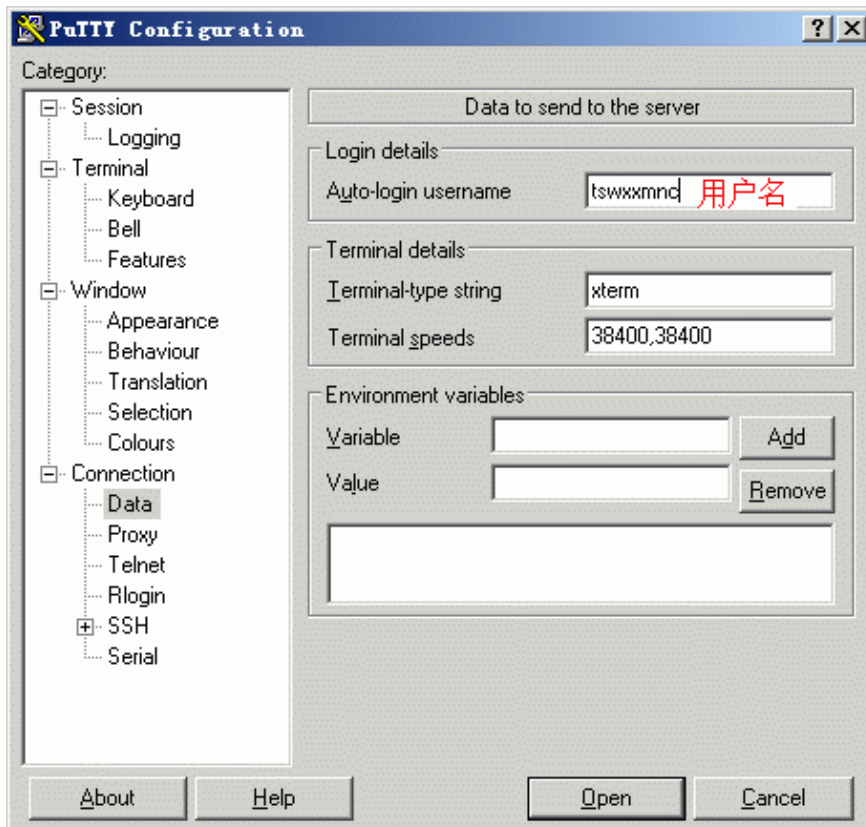 PuTTY Configuration
Category:
Session
Logging
Terminal
Keyboard
Bell
Features
Window
Appearance
Behaviour
Translation
Selection
Colours
Connection
Data
Proxy
Telnet
Rlogin
SSH
Serial
Data to send to the server
Login details
Auto-login username
tswxxmnc 用户名
Terminal details
Terminal-type string
xterm
Terminal speeds
38400,38400
Environment variables
Variable
Add
Value
Remove
About
Help
Open
Cancel